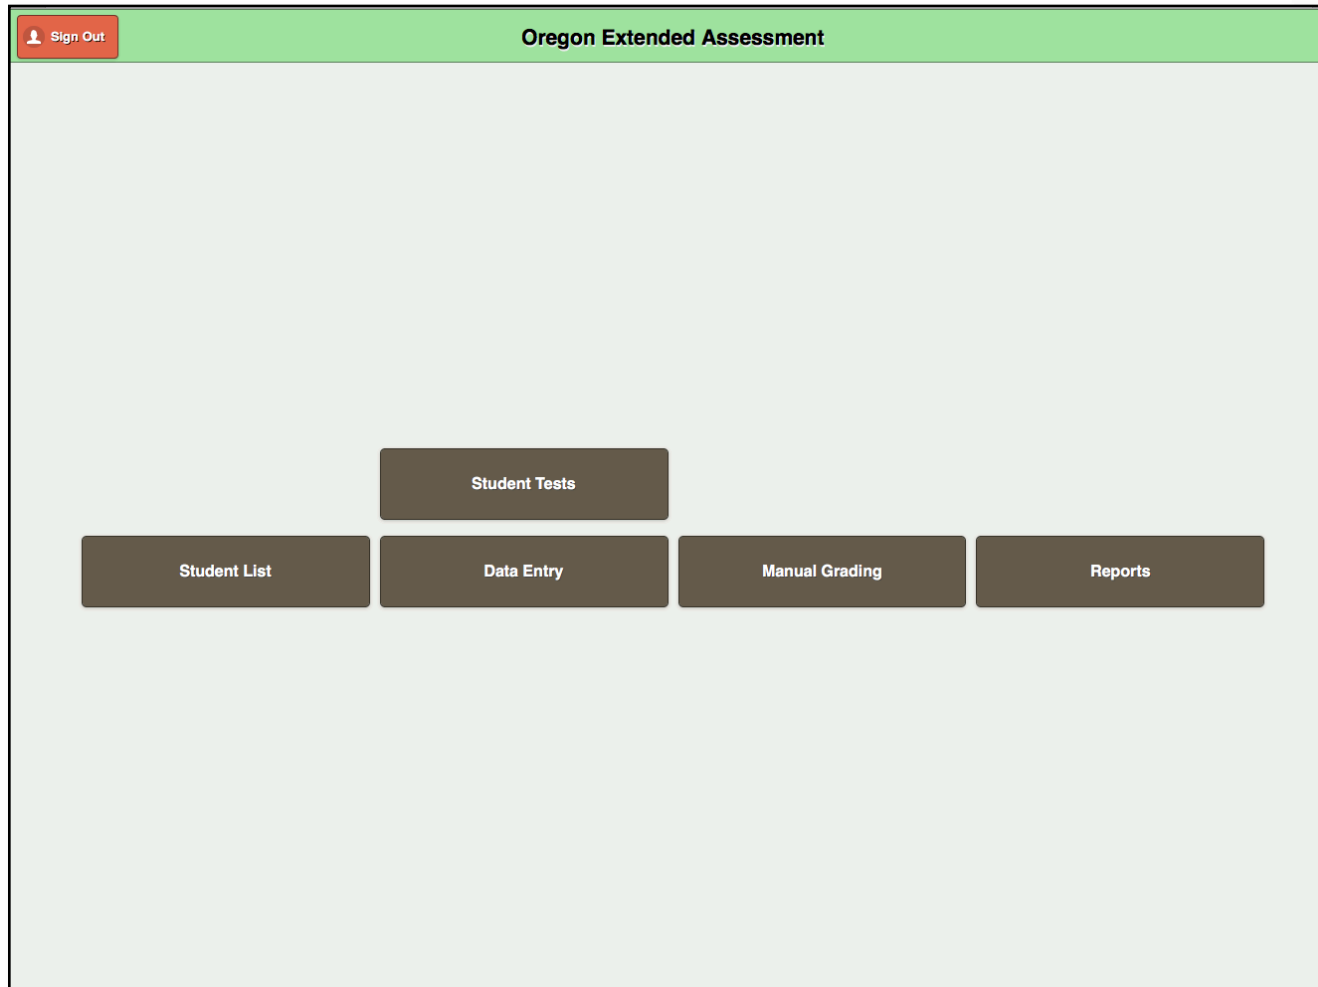 Sign Out
Oregon Extended Assessment
Student Tests
Student List
Data Entry
Manual Grading
Reports